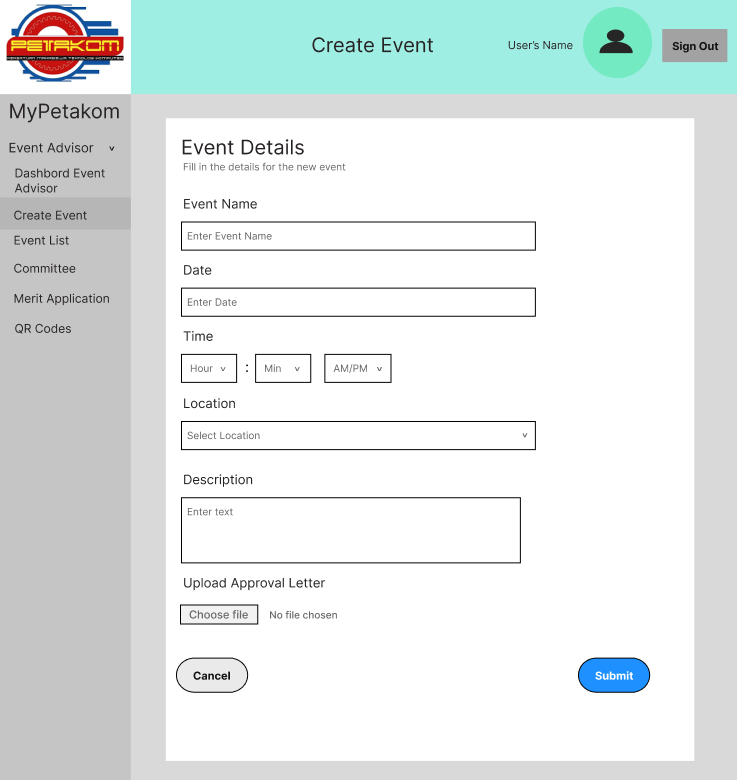 PETAKOM
PERSATUAN MAHASISWA TEKNOLOGI KOMPUTER
Create Event
User's Name
Sign Out
MyPetakom
Event Advisor
Dashbord Event
Advisor
Create Event
Event List
Committee
Merit Application
QR Codes
Event Details
Fill in the details for the new event
Event Name
Enter Event Name
Date
Enter Date
Time
Hour : Min AM/PM
Location
Select Location
Description
Enter text
Upload Approval Letter
Choose file No file chosen
Cancel
Submit